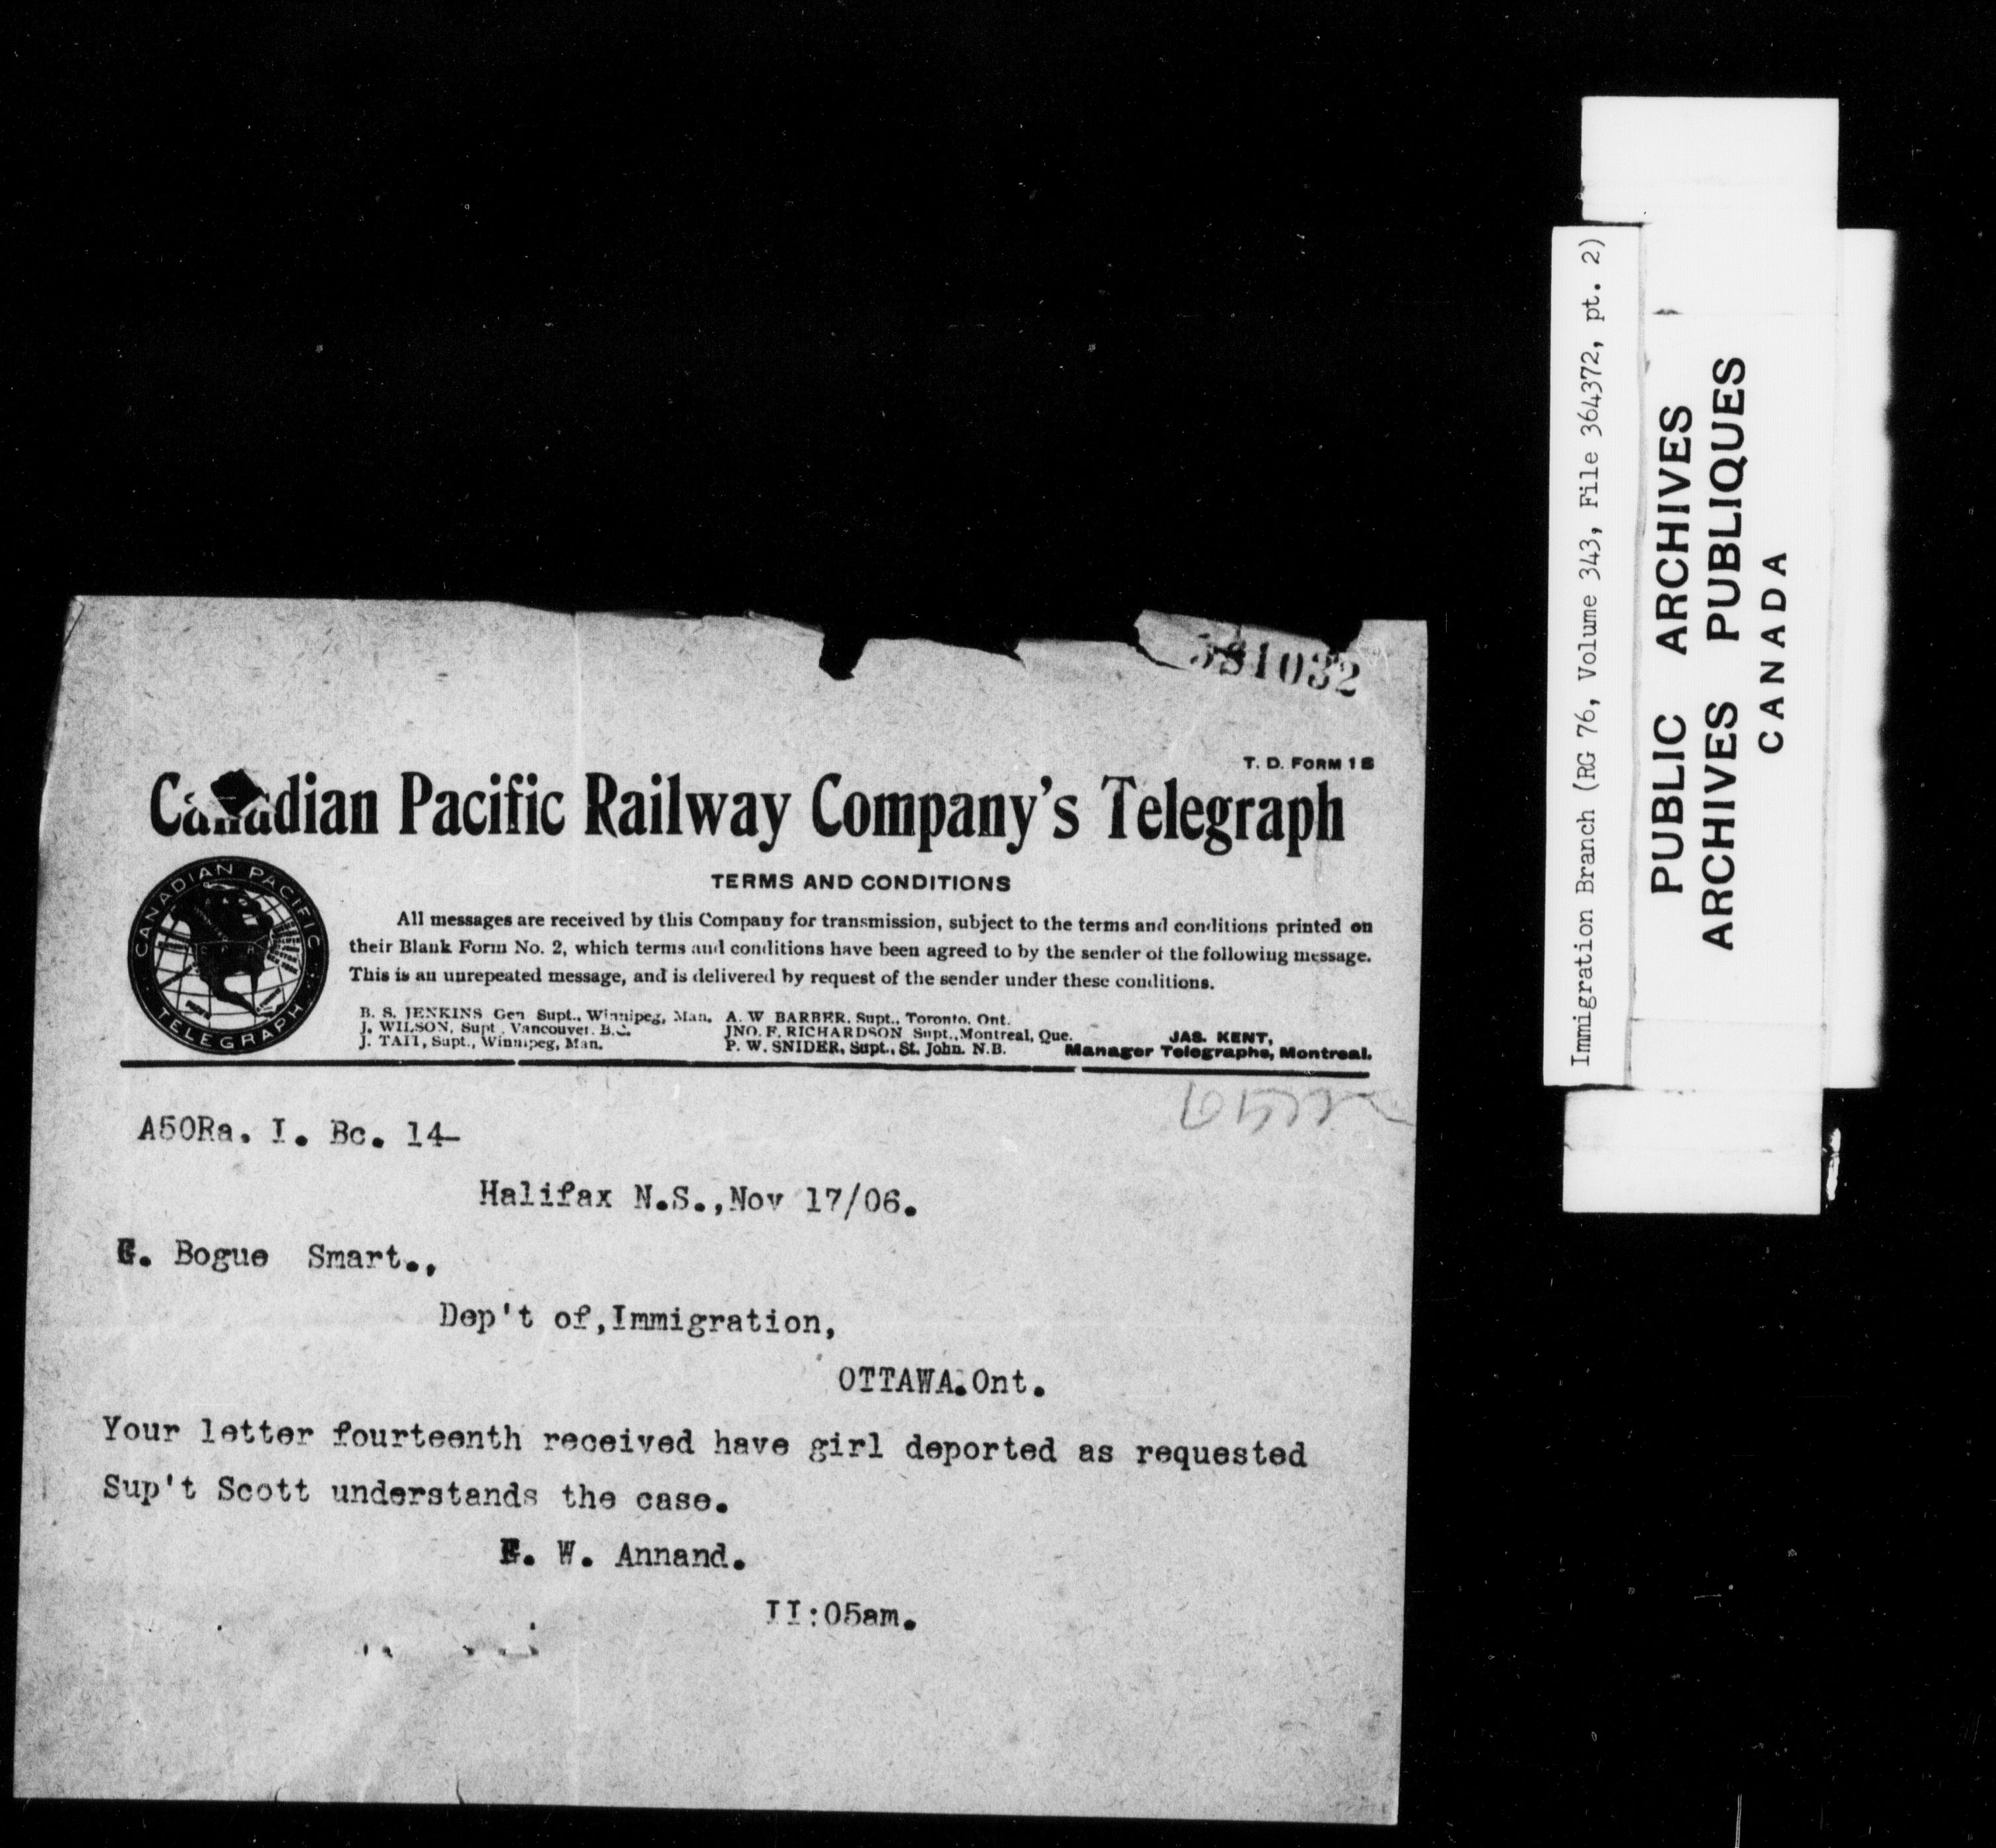 581032
T. D. FORM 1 B
Canadian Pacific Railway Company's Telegraph
TERMS AND CONDITIONS
CANADIAN PACIFIC
TELEGRAPH
All messages are received by this Company for transmission, subject to the terms and conditions printed on
their Blank Form No. 2, which terms and conditions have been agreed to by the sender of the following message.
This is an unrepeated message, and is delivered by request of the sender under these conditions.
B. S. JENKINS Gen Supt., Winnipeg, Man.
J. WILSON, Supt., Vancouver. B.C.
J. TAIT, Supt., Winnipeg, Man.
A. W BARBER, Supt., Toronto, Ont.
JNO. F. RICHARDSON Supt., Montreal, Que.
P. W. SNIDER, Supt., St. John. N.B.
JAS. KENT,
Manager Telegraphs, Montreal.
A50Ra. I. Bc. 14-
Halifax N.S.,Nov 17/06.
G. Bogue Smart.,
Dep't of,Immigration,
OTTAWA.Ont.
Your letter fourteenth received have girl deported as requested
Sup't Scott understands the case.
F. W. Annand.
II:05am.
Immigration Branch (RG 76, Volume 343, File 364372, pt. 2)
PUBLIC ARCHIVES
ARCHIVES PUBLIQUES
CANADA